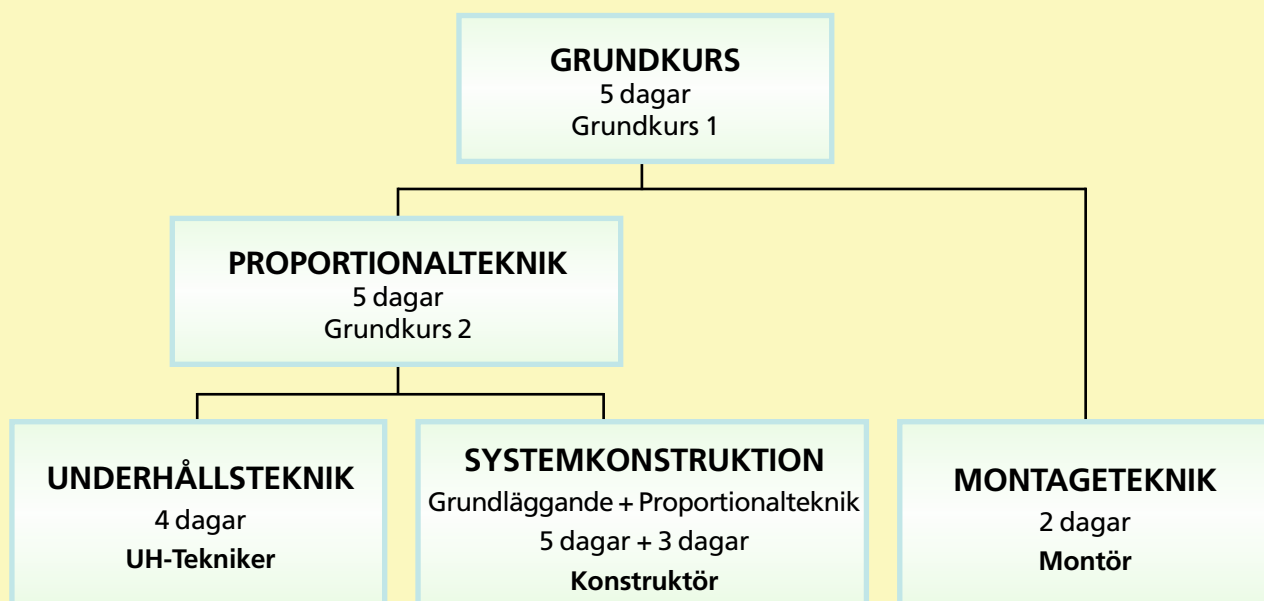 GRUNDKURS
5 dagar
Grundkurs 1
PROPORTIONALTEKNIK
5 dagar
Grundkurs 2
UNDERHÅLLSTEKNIK
4 dagar
UH-Tekniker
SYSTEMKONSTRUKTION
Grundläggande + Proportionalteknik
5 dagar + 3 dagar
Konstruktör
MONTAGETEKNIK
2 dagar
Montör